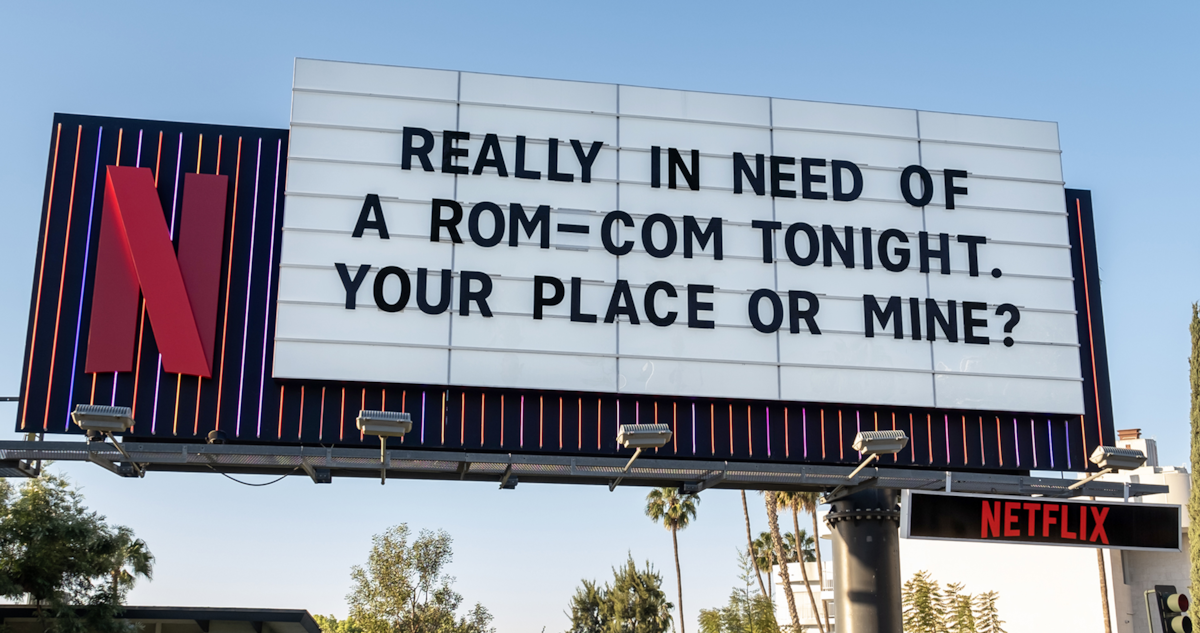 REALLY IN NEED OF
A ROM-COM TONIGHT.
YOUR PLACE OR MINE?
N
NETFLIX